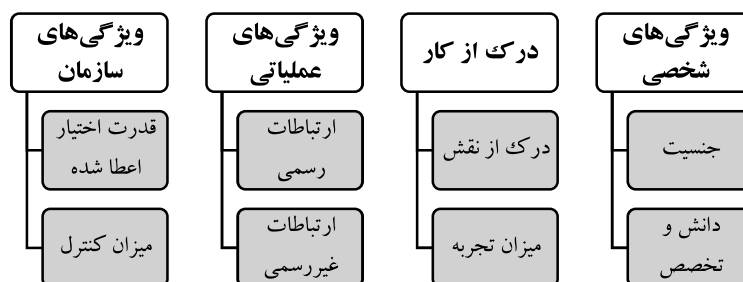 ویژگی‌های
شخصی
جنسیت
دانش و
تخصص
درک از کار
درک از نقش
میزان تجربه
ویژگی‌های
عملیاتی
ارتباطات
رسمی
ارتباطات
غیررسمی
ویژگی‌های
سازمان
قدرت اختیار
اعطا شده
میزان کنترل